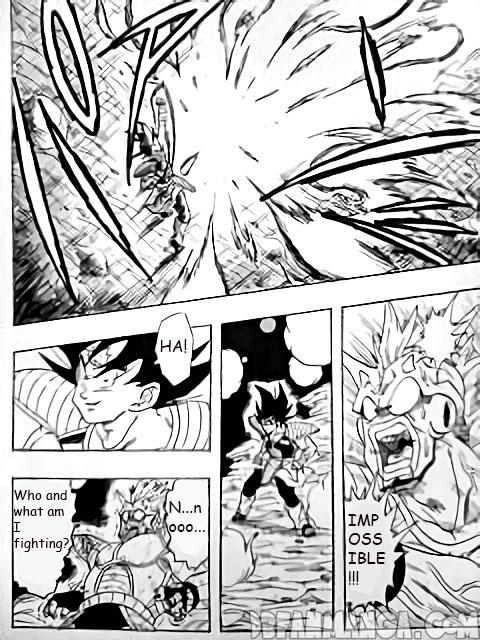 HA!
IMP
OSS
IBLE
!!!
Who and
what am
I
fighting?
N...n
ooo...
DBFANMANGA.COM